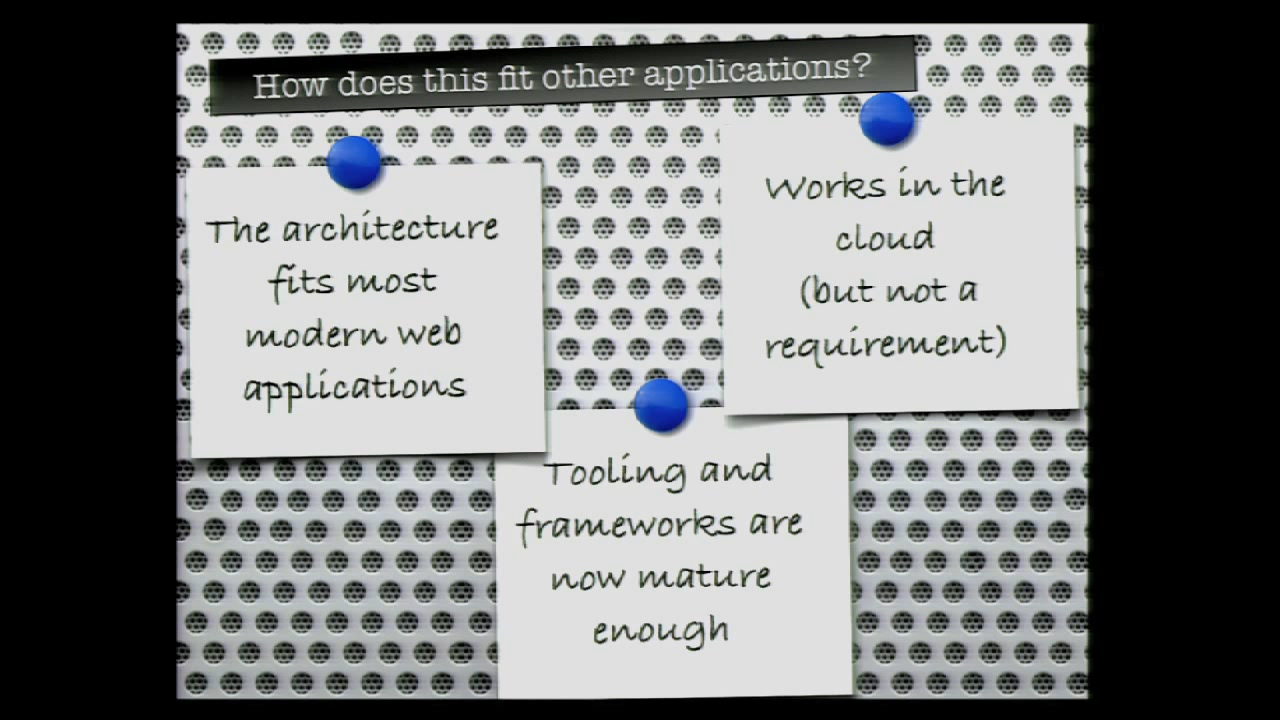 How does this fit other applications?
The architecture
fits most
modern web
applications
Works in the
cloud
(but not a
requirement)
Tooling and
frameworks are
now mature
enough